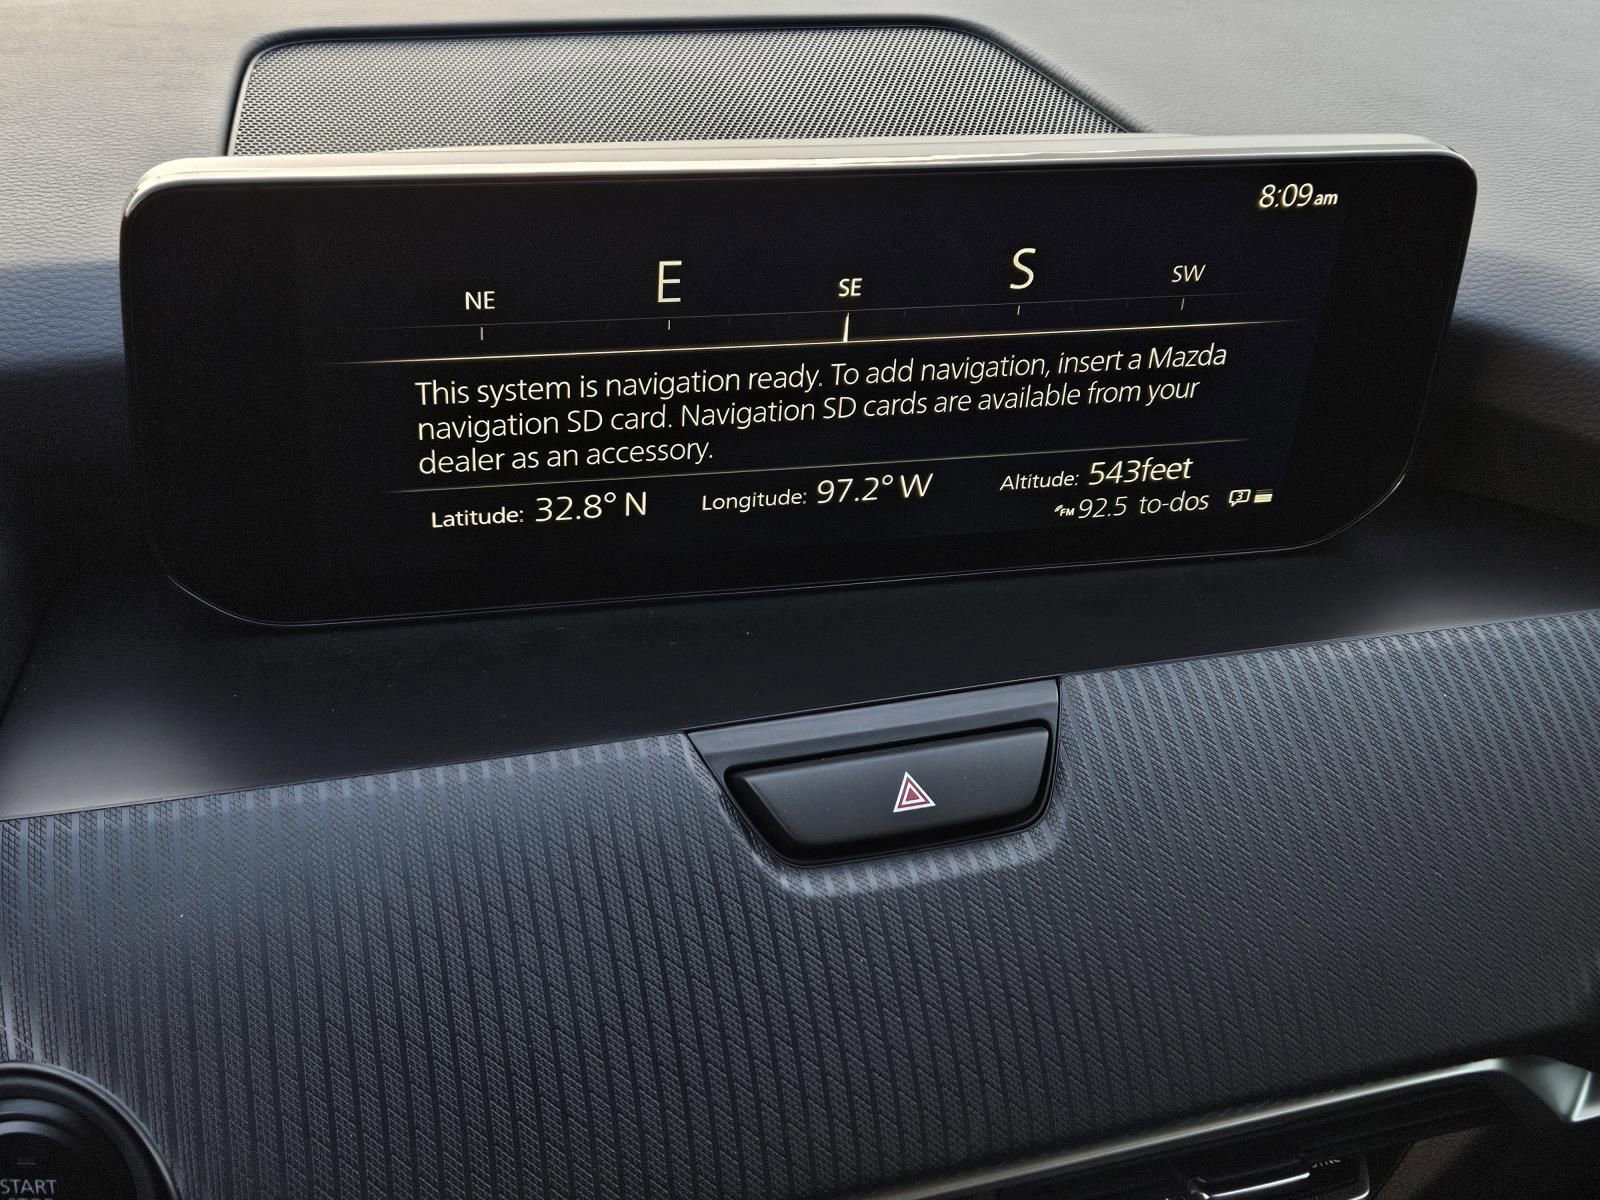 8:09am
NE E SE S SW
This system is navigation ready. To add navigation, insert a Mazda
navigation SD card. Navigation SD cards are available from your
dealer as an accessory.
Latitude: 32.8° N Longitude: 97.2° W Altitude: 543feet
FM 92.5 to-dos 3
START
SYNC